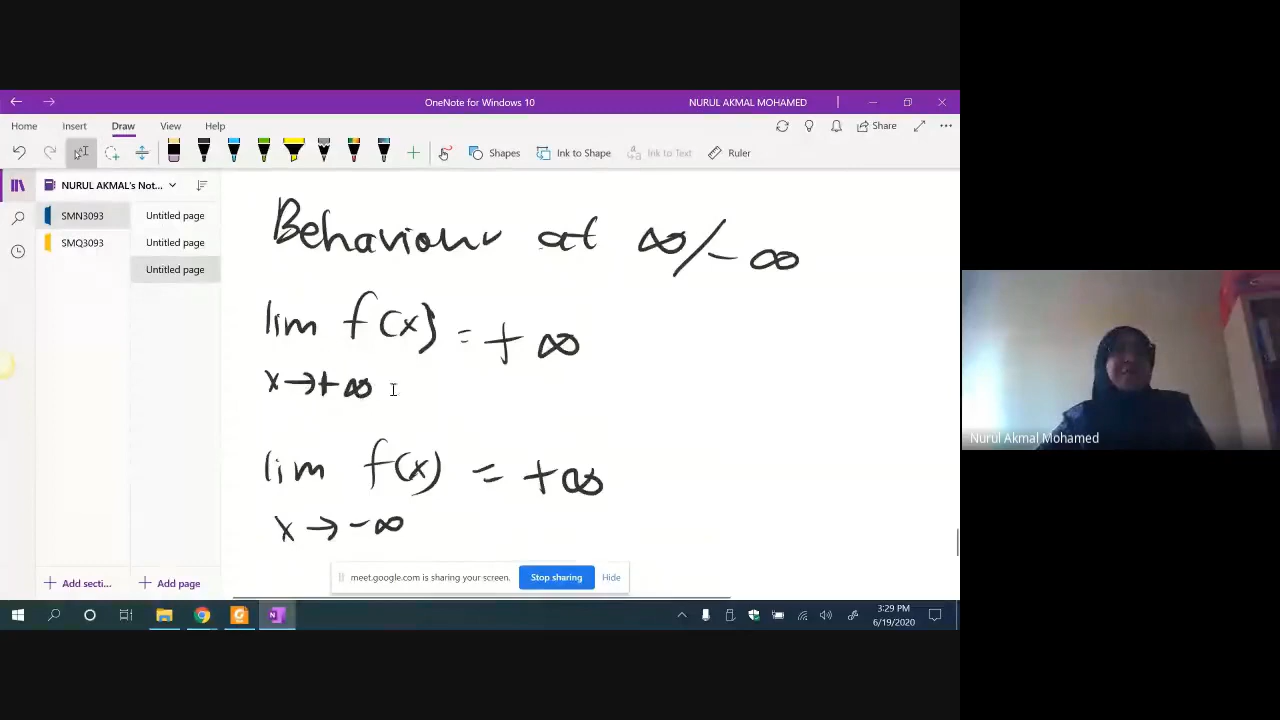 OneNote for Windows 10
NURUL AKMAL MOHAMED
Home Insert Draw View Help
Share
Shapes
Ink to Shape
Ink to Text
Ruler
NURUL AKMAL's Not...
SMN3093
SMQ3093
Untitled page
Untitled page
Untitled page
Behaviour at ∞/-∞
lim f(x) = +∞
x→+∞
lim f(x) = +∞
x→-∞
Add secti...
Add page
meet.google.com is sharing your screen.
Stop sharing
Hide
3:29 PM
6/19/2020
Nurul Akmal Mohamed